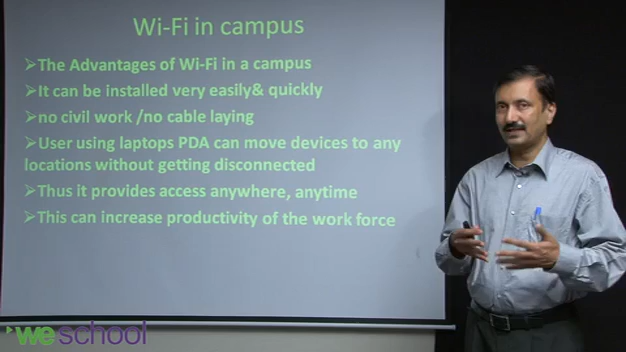 Wi-Fi in campus
➢The Advantages of Wi-Fi in a campus
➢It can be installed very easily& quickly
➢no civil work /no cable laying
➢User using laptops PDA can move devices to any
locations without getting disconnected
➢Thus it provides access anywhere, anytime
➢This can increase productivity of the work force
weschool